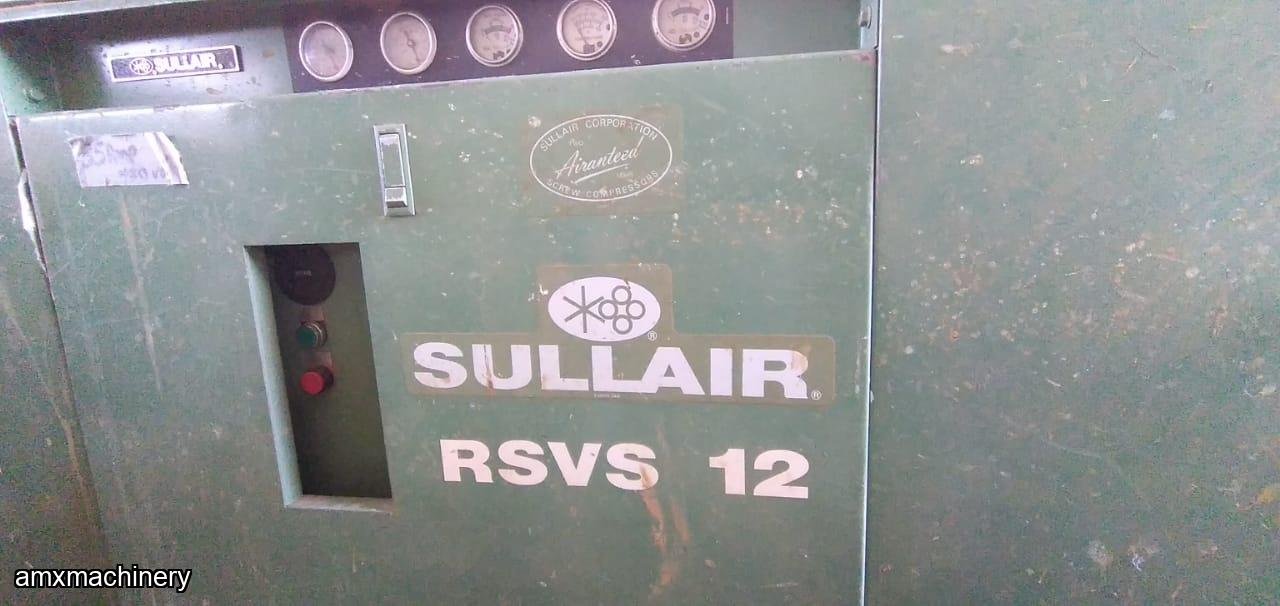 SULLAIR®
SULLAIR CORPORATION
Airanteed
SCREW COMPRESSORS
SULLAIR®
RSVS 12
amxmachinery